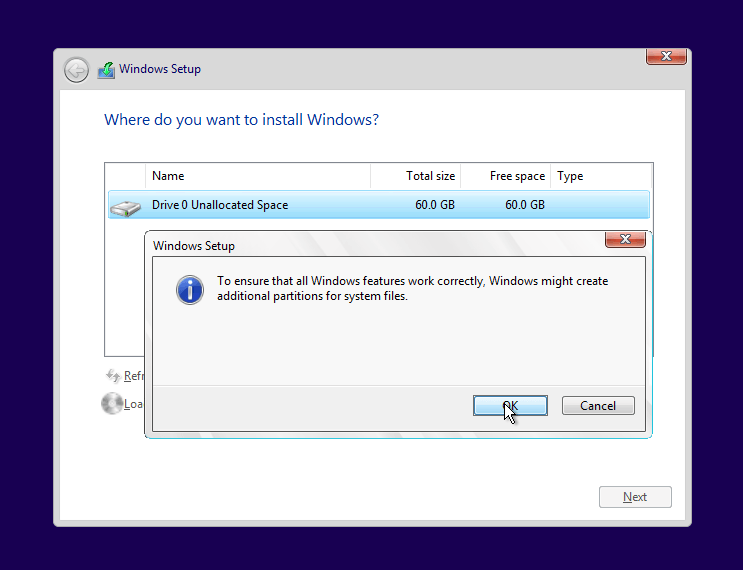 Windows Setup
Where do you want to install Windows?
Name Total size Free space Type
Drive 0 Unallocated Space 60.0 GB 60.0 GB
Windows Setup
To ensure that all Windows features work correctly, Windows might create
additional partitions for system files.
Refr
OK Cancel
Loa
Next